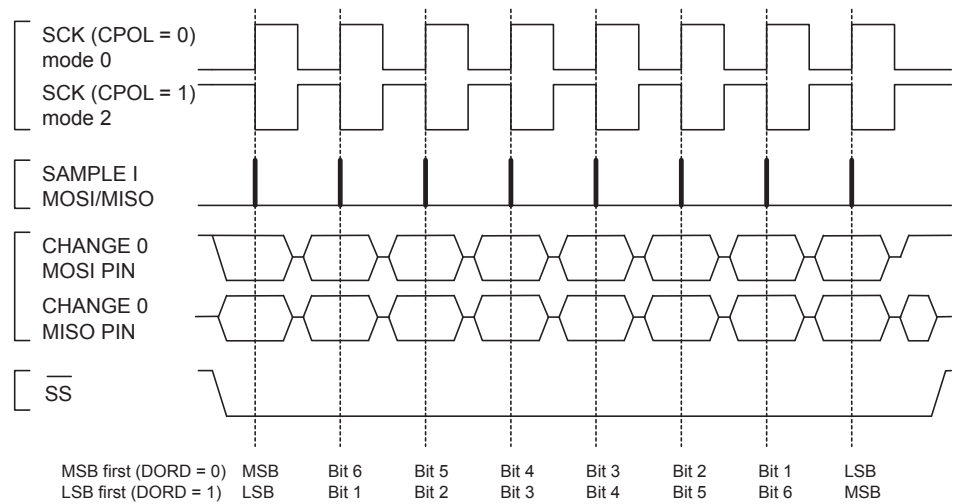 SCK (CPOL = 0)
mode 0
SCK (CPOL = 1)
mode 2
SAMPLE I
MOSI/MISO
CHANGE 0
MOSI PIN
CHANGE 0
MISO PIN
SS
MSB first (DORD = 0) MSB Bit 6 Bit 5 Bit 4 Bit 3 Bit 2 Bit 1 LSB
LSB first (DORD = 1) LSB Bit 1 Bit 2 Bit 3 Bit 4 Bit 5 Bit 6 MSB